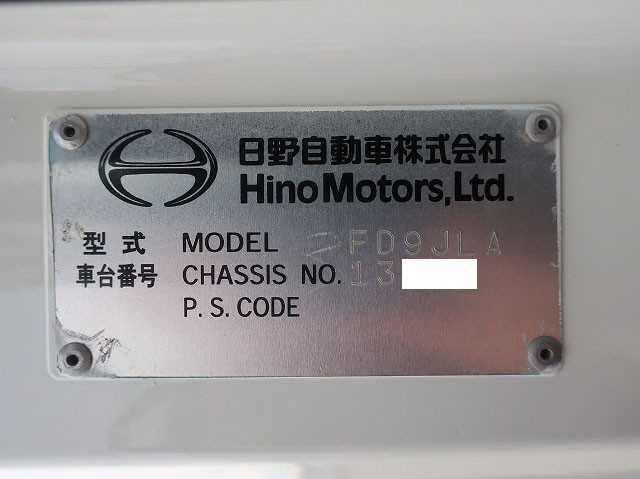 日野自動車株式会社
Hino Motors, Ltd.
型式 MODEL FD9JLA
車台番号 CHASSIS NO. 13
P.S.CODE